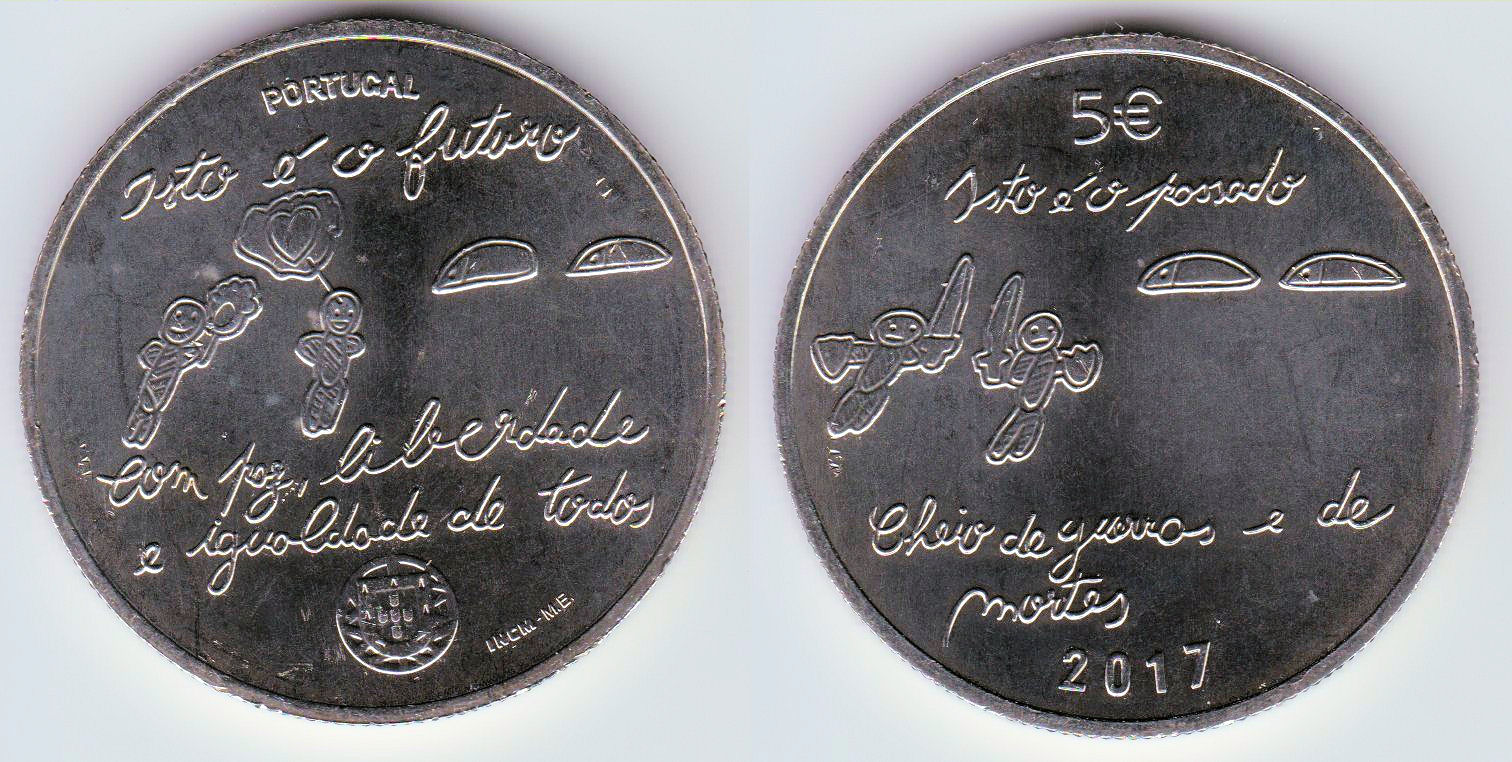 PORTUGAL
Isto é o futuro
Com paz, liberdade
e igualdade de todos
INCM - M.E.
5€
Isto é o passado
Cheio de guerras e de
mortes
2017